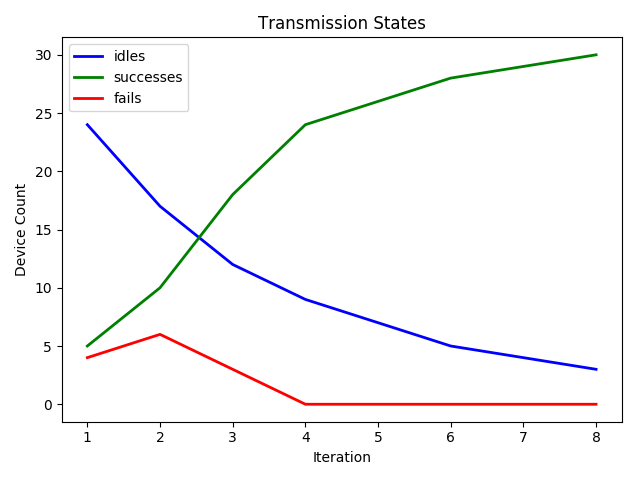 Transmission States
idles
successes
fails
Device Count
30
25
20
15
10
5
0
1 2 3 4 5 6 7 8
Iteration